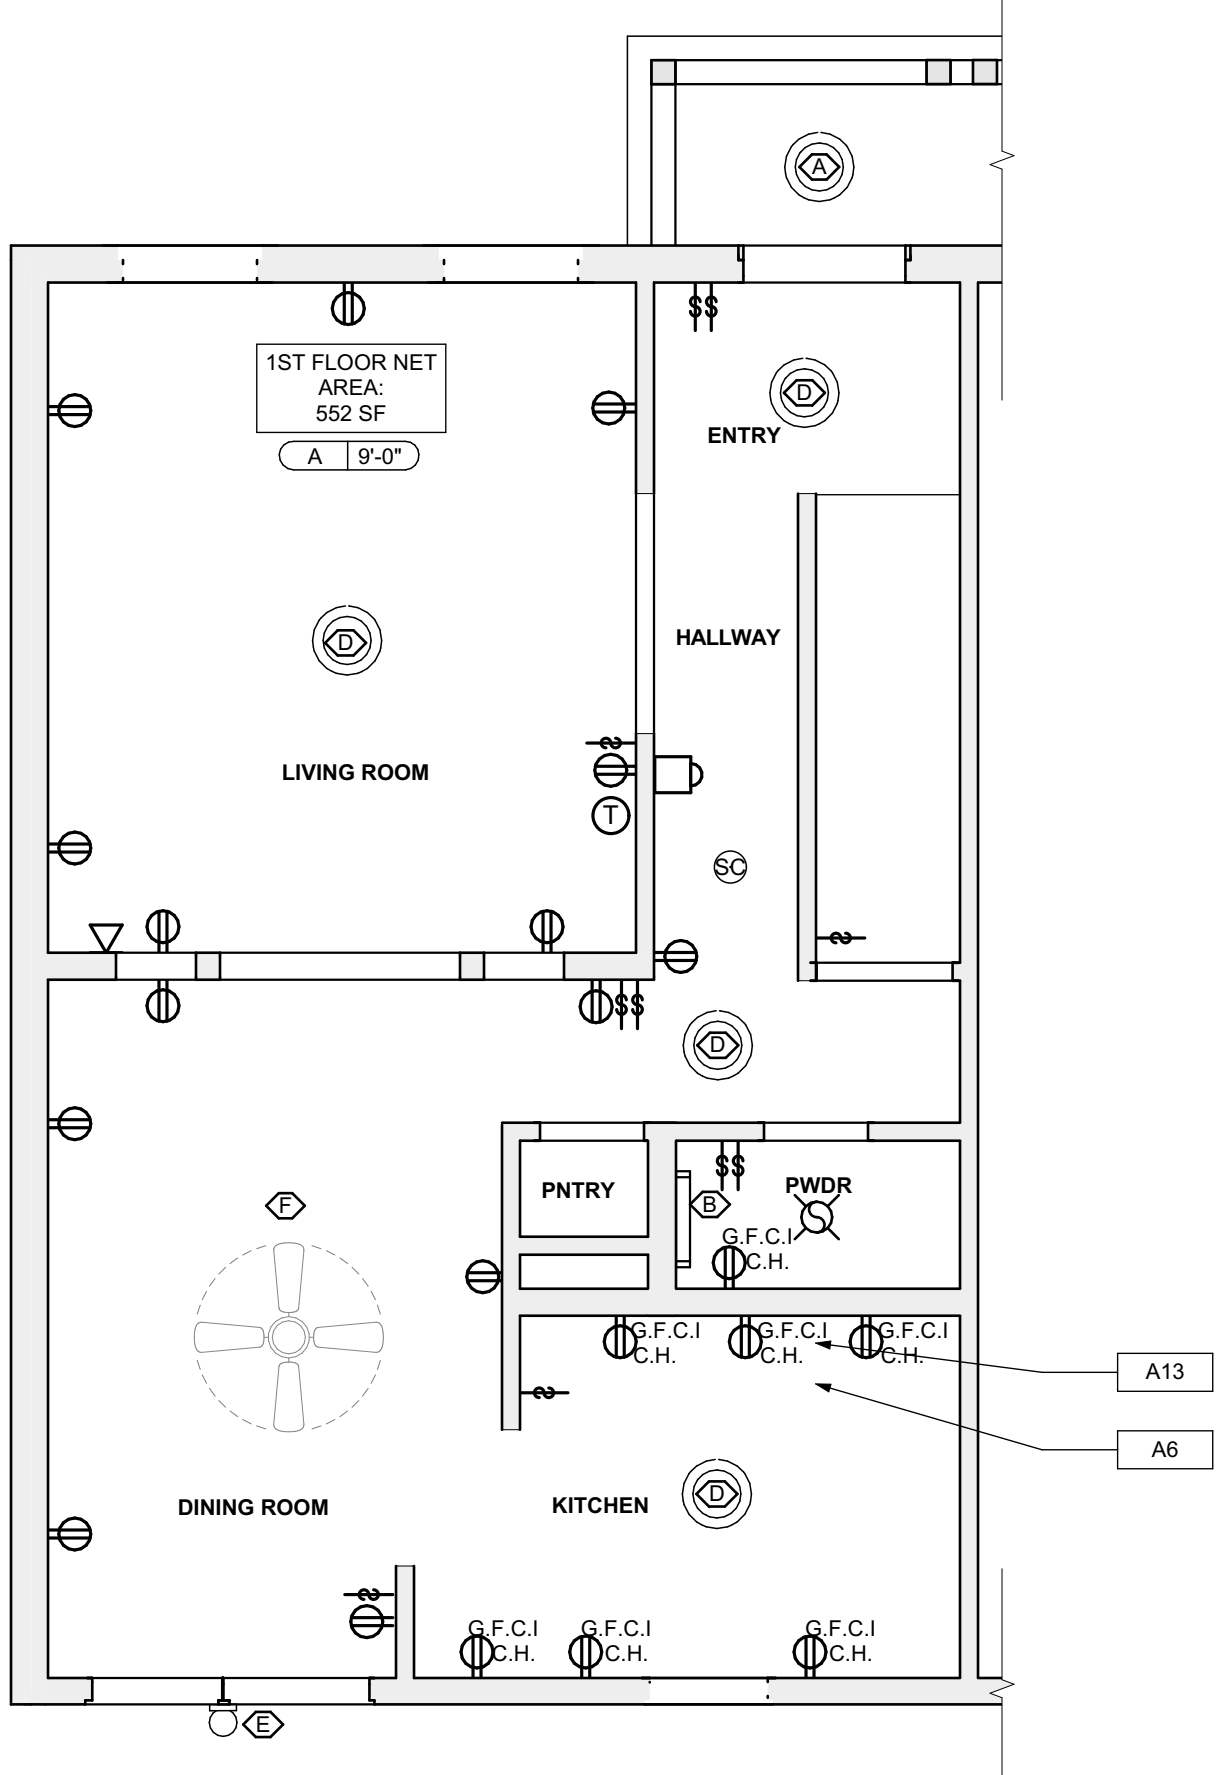 A
$$
1ST FLOOR NET
AREA:
552 SF
A 9'-0"
D
ENTRY
D
HALLWAY
$
LIVING ROOM
T
SC
$
$$
D
PNTRY
$$
PWDR
B
F
G.F.C.I
C.H.
G.F.C.I
C.H.
G.F.C.I
C.H.
G.F.C.I
C.H.
A13
$
A6
D
DINING ROOM
KITCHEN
$
G.F.C.I
C.H.
G.F.C.I
C.H.
G.F.C.I
C.H.
E